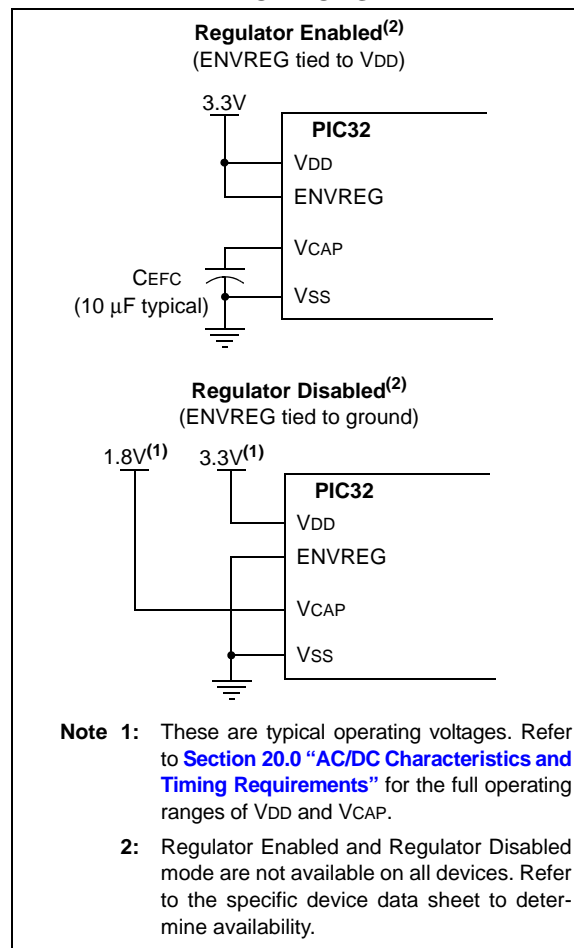 Regulator Enabled(2)
(ENVREG tied to VDD)
3.3V
PIC32
VDD
ENVREG
VCAP
CEFC
(10 μF typical)
VSS
Regulator Disabled(2)
(ENVREG tied to ground)
1.8V(1) 3.3V(1)
PIC32
VDD
ENVREG
VCAP
VSS
Note 1: These are typical operating voltages. Refer
to Section 20.0 “AC/DC Characteristics and
Timing Requirements” for the full operating
ranges of VDD and VCAP.
2: Regulator Enabled and Regulator Disabled
mode are not available on all devices. Refer
to the specific device data sheet to deter-
mine availability.